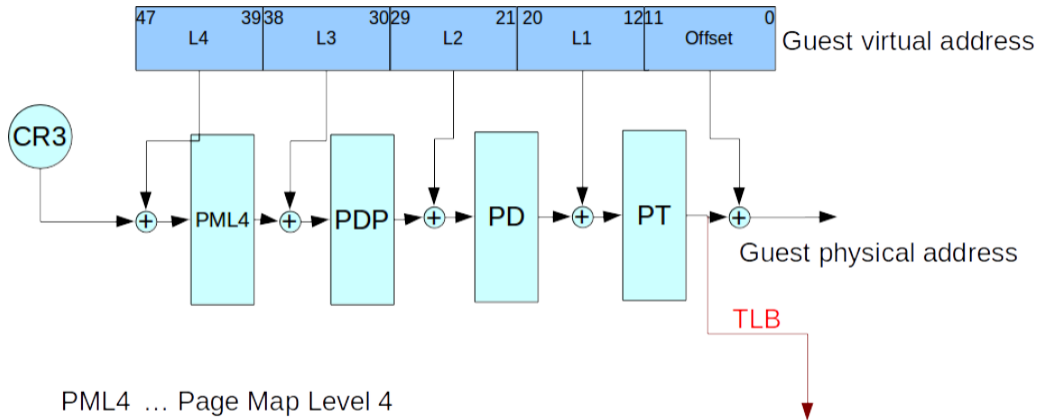 47 39 38 30 29 21 20 12 11 0
L4 L3 L2 L1 Offset
Guest virtual address
CR3
+ + + + +
PML4 PDP PD PT
Guest physical address
TLB
PML4 ... Page Map Level 4